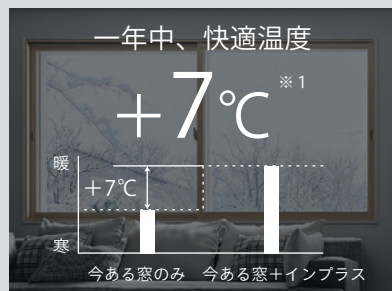 一年中、快適温度
+7℃※1
暖
+7℃
寒
今ある窓のみ 今ある窓+インプラス